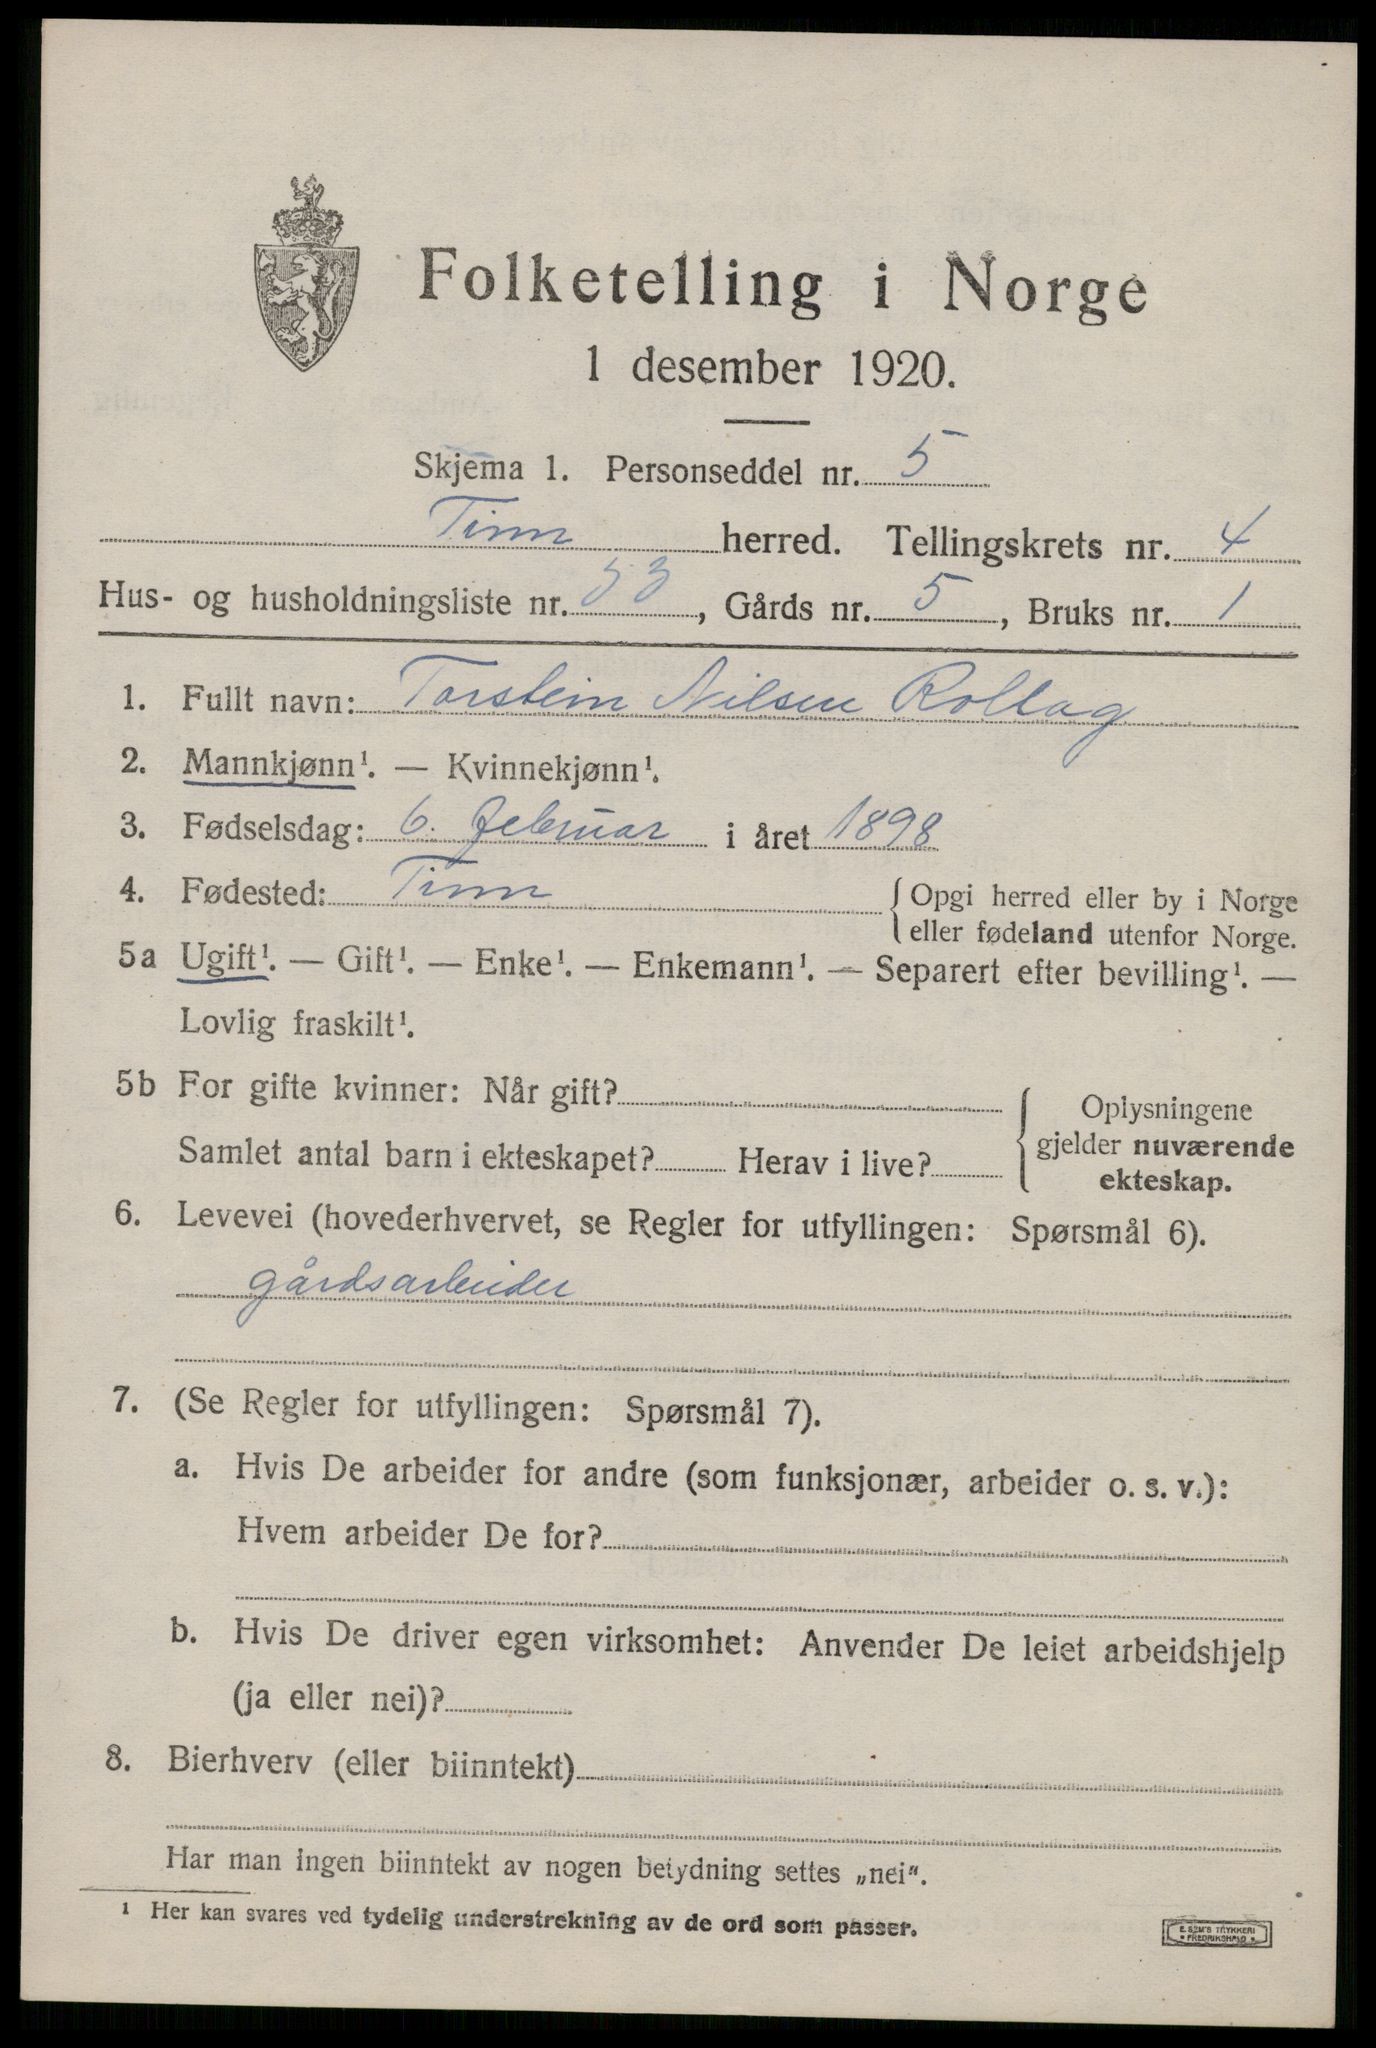 Folketelling i Norge
1 desember 1920.
Skjema 1. Personseddel nr. 5
Tinn herred. Tellingskrets nr. 4
Hus- og husholdningsliste nr. 53, Gårds nr. 5, Bruks nr. 1
1. Fullt navn: Torstein Nilsen Rollag
2. Mannkjønn¹. — Kvinnekjønn¹.
3. Fødselsdag: 6. februar i året 1898
4. Fødested: Tinn {Opgi herred eller by i Norge
eller fødeland utenfor Norge.
5a Ugift¹. — Gift¹. — Enke¹. — Enkemann¹. — Separert efter bevilling¹. —
Lovlig fraskilt¹.
5b For gifte kvinner: Når gift?
Samlet antal barn i ekteskapet? Herav i live?
Oplysningene
gjelder nuværende
ekteskap.
6. Levevei (hovederhvervet, se Regler for utfyllingen: Spørsmål 6).
gårdsarbeider
7. (Se Regler for utfyllingen: Spørsmål 7).
a. Hvis De arbeider for andre (som funksjonær, arbeider o. s. v.):
Hvem arbeider De for?
b. Hvis De driver egen virksomhet: Anvender De leiet arbeidshjelp
(ja eller nei)?
8. Bierhverv (eller biinntekt)
Har man ingen biinntekt av nogen betydning settes „nei“.
¹ Her kan svares ved tydelig understrekning av de ord som passer.
E. SEM'S TRYKKERI
• FREDRIKSHALD •